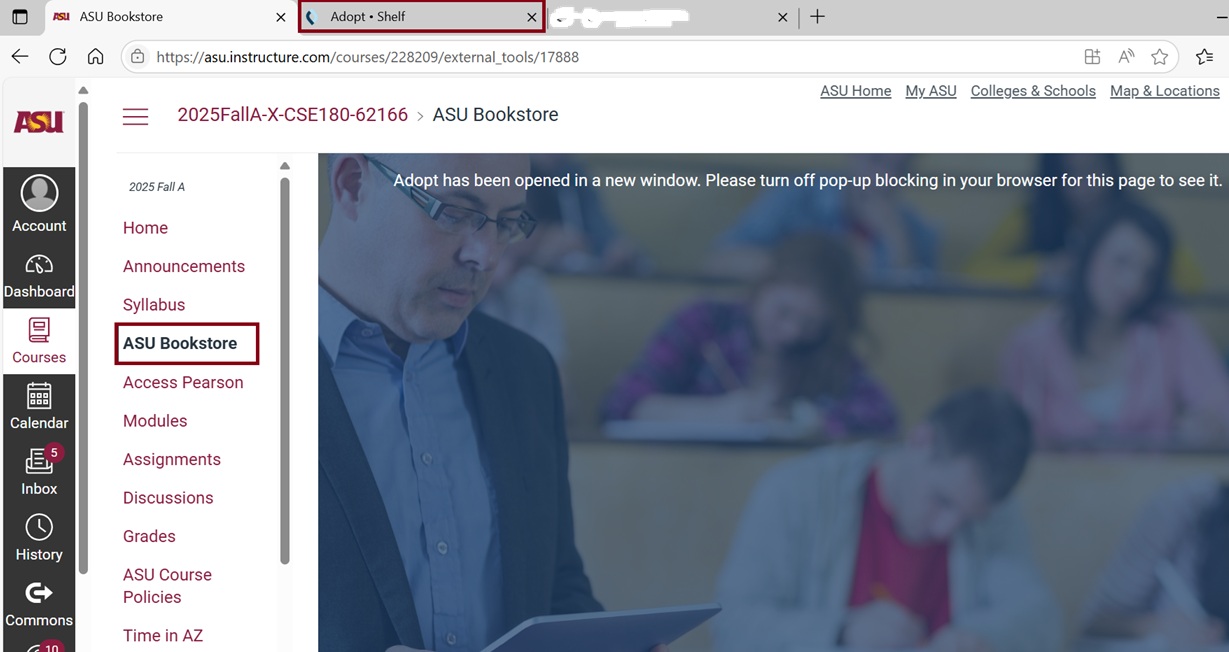 ASU Bookstore
Adopt • Shelf
https://asu.instructure.com/courses/228209/external_tools/17888
ASU Home
My ASU
Colleges & Schools
Map & Locations
ASU
2025FallA-X-CSE180-62166 › ASU Bookstore
Account
Dashboard
Courses
Calendar
5
Inbox
History
Commons
10
2025 Fall A
Home
Announcements
Syllabus
ASU Bookstore
Access Pearson
Modules
Assignments
Discussions
Grades
ASU Course
Policies
Time in AZ
Adopt has been opened in a new window. Please turn off pop-up blocking in your browser for this page to see it.